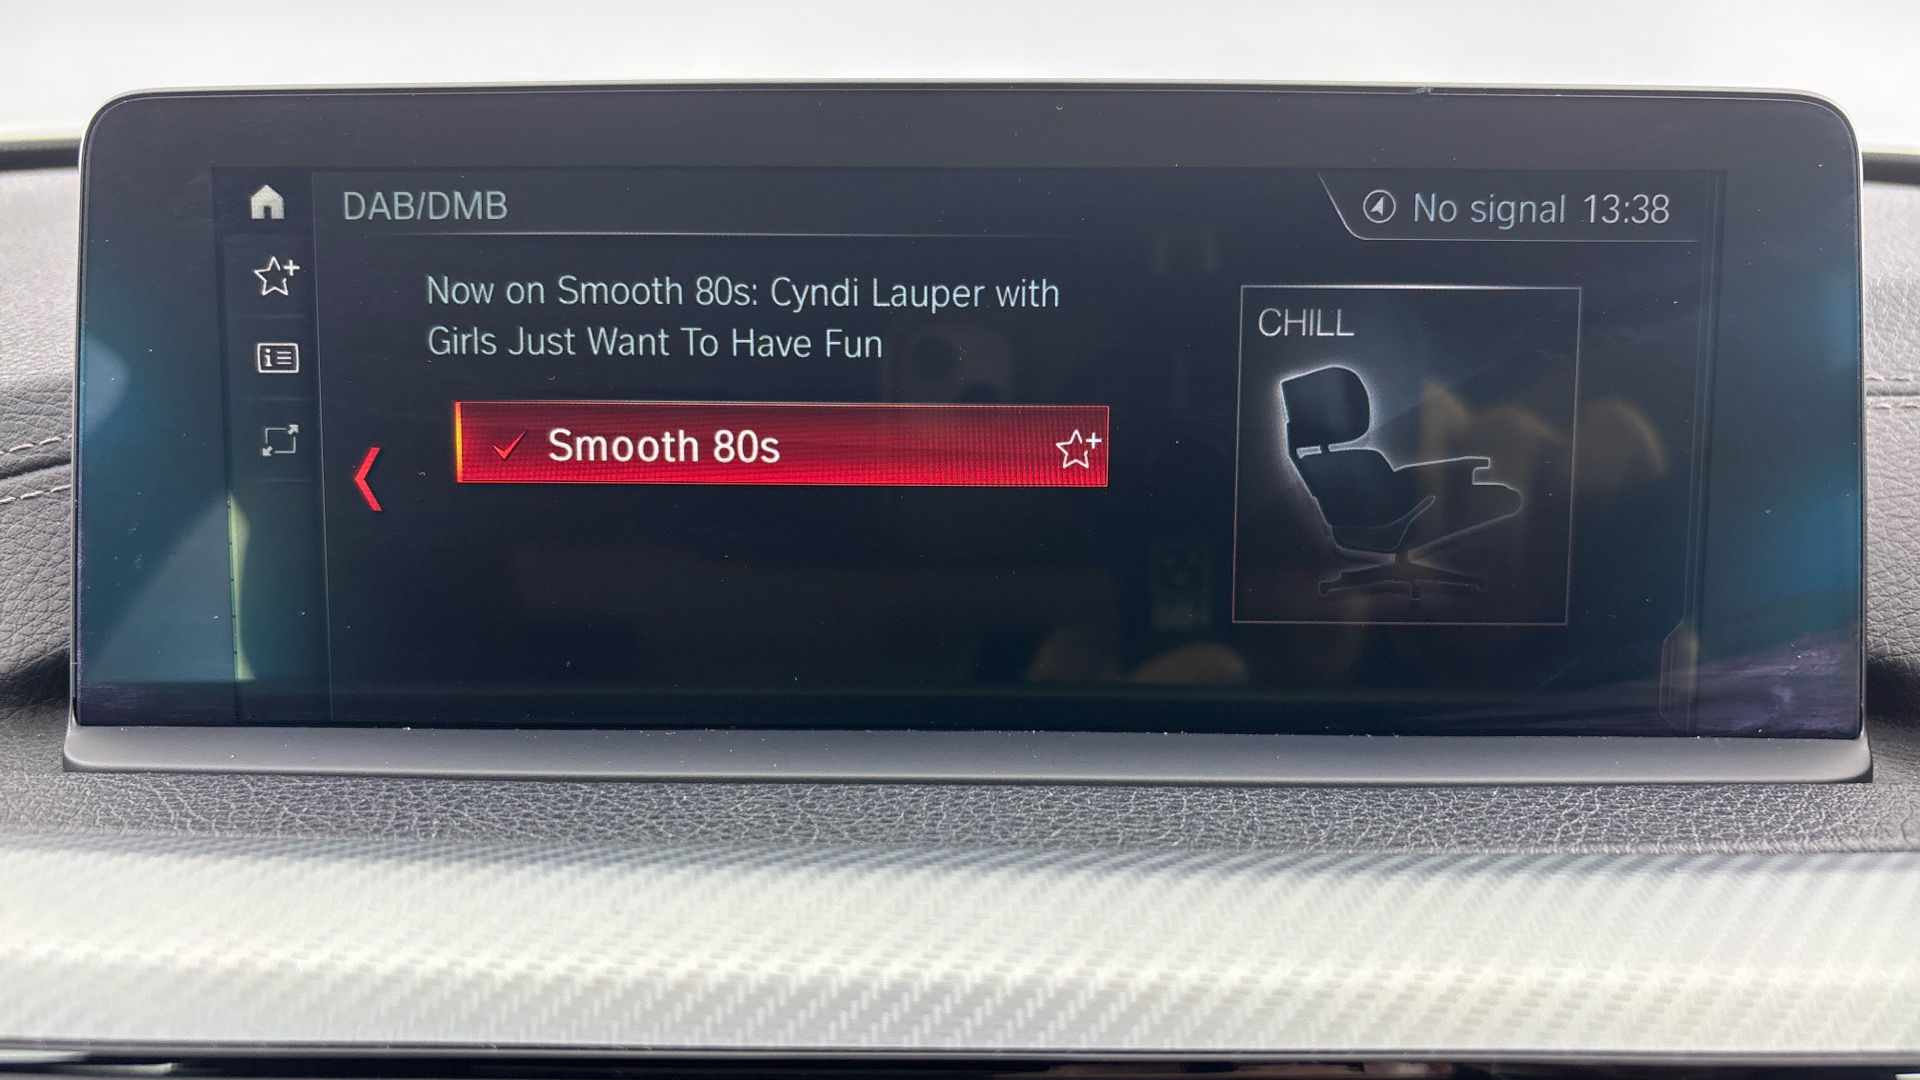 DAB/DMB
No signal 13:38
Now on Smooth 80s: Cyndi Lauper with
Girls Just Want To Have Fun
Smooth 80s
CHILL